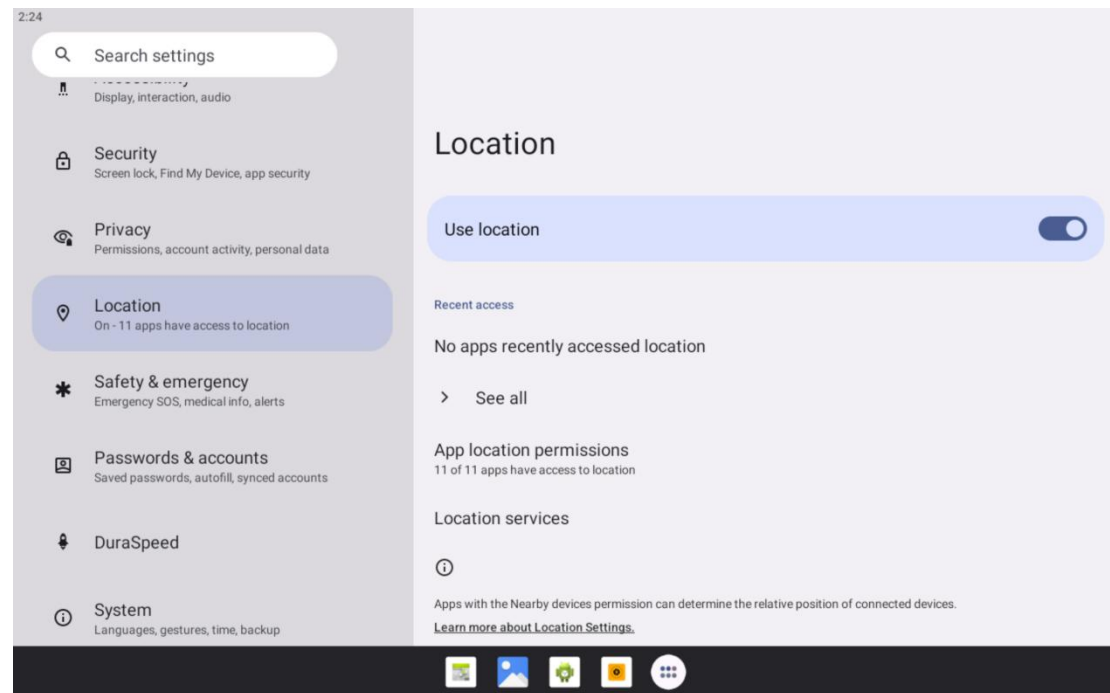 2:24
Search settings
Display, interaction, audio
Security
Screen lock, Find My Device, app security
Privacy
Permissions, account activity, personal data
Location
On - 11 apps have access to location
Safety & emergency
Emergency SOS, medical info, alerts
Passwords & accounts
Saved passwords, autofill, synced accounts
DuraSpeed
System
Languages, gestures, time, backup
Location
Use location
Recent access
No apps recently accessed location
See all
App location permissions
11 of 11 apps have access to location
Location services
Apps with the Nearby devices permission can determine the relative position of connected devices.
Learn more about Location Settings.